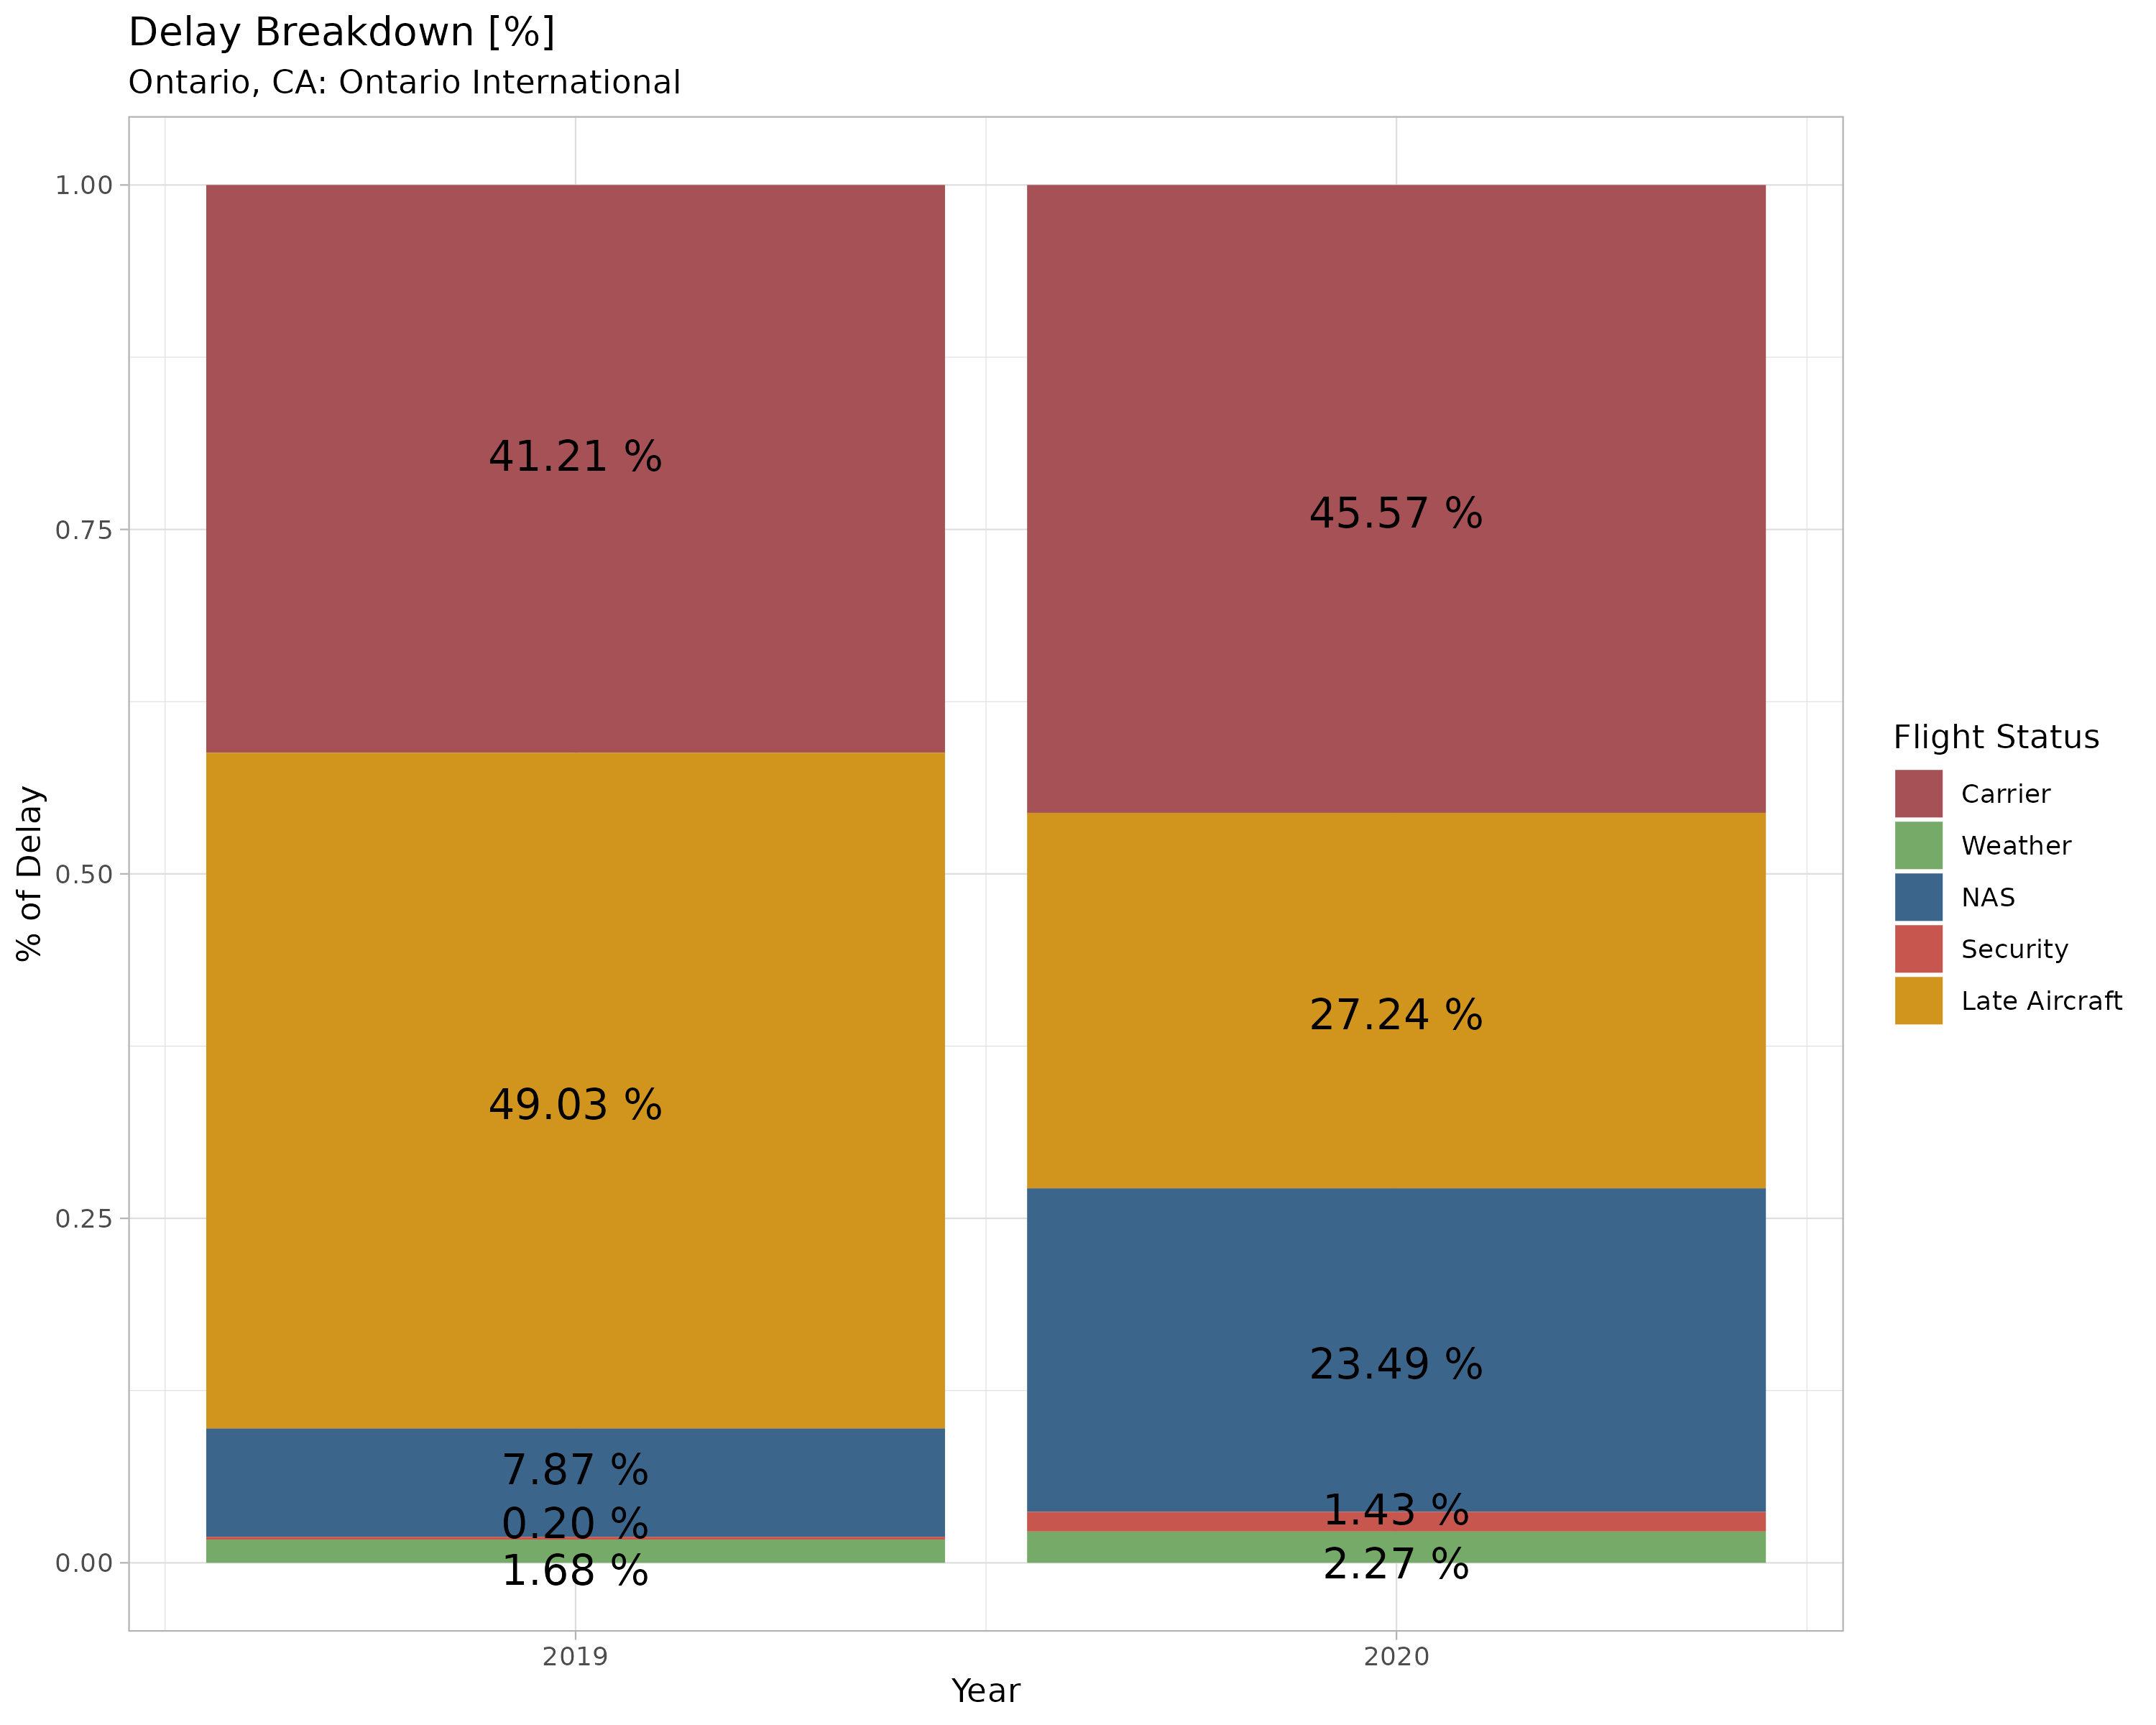 Delay Breakdown [%]
Ontario, CA: Ontario International
% of Delay
1.00
0.75
0.50
0.25
0.00
41.21 %
49.03 %
7.87 %
0.20 %
1.68 %
45.57 %
27.24 %
23.49 %
1.43 %
2.27 %
2019
2020
Year
Flight Status
Carrier
Weather
NAS
Security
Late Aircraft